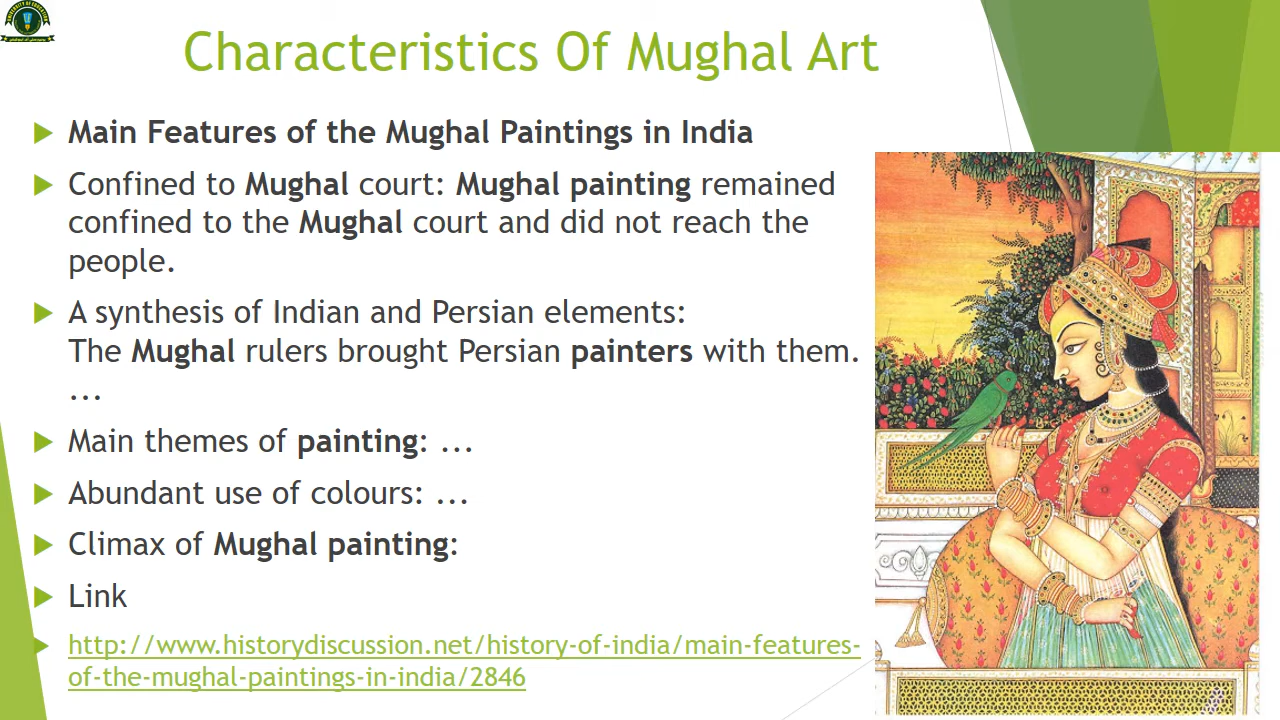 Characteristics Of Mughal Art
Main Features of the Mughal Paintings in India
Confined to Mughal court: Mughal painting remained
confined to the Mughal court and did not reach the
people.
A synthesis of Indian and Persian elements:
The Mughal rulers brought Persian painters with them.
...
Main themes of painting: ...
Abundant use of colours: ...
Climax of Mughal painting:
Link
http://www.historydiscussion.net/history-of-india/main-features-
of-the-mughal-paintings-in-india/2846